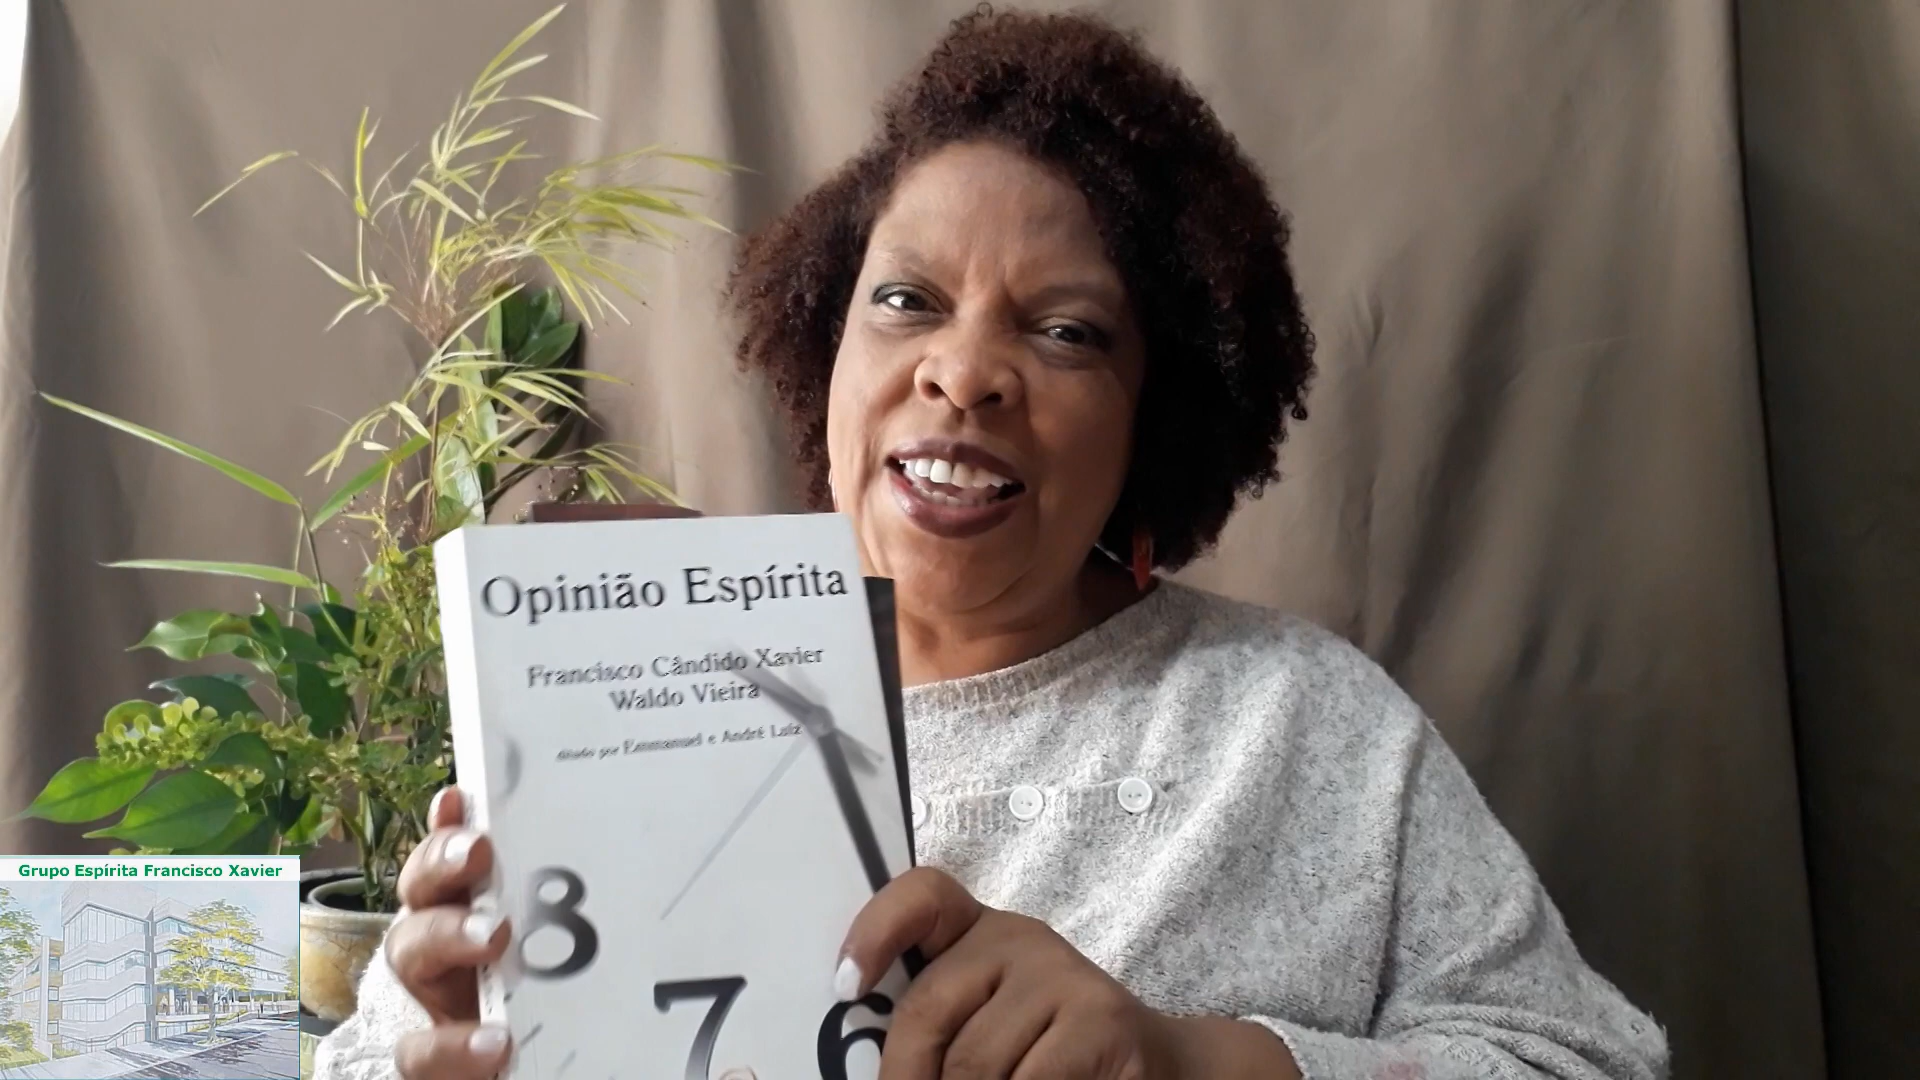 Opinião Espírita
Francisco Cândido Xavier
Waldo Vieira
ditado por Emmanuel e André Luiz
8
7
6
Grupo Espírita Francisco Xavier